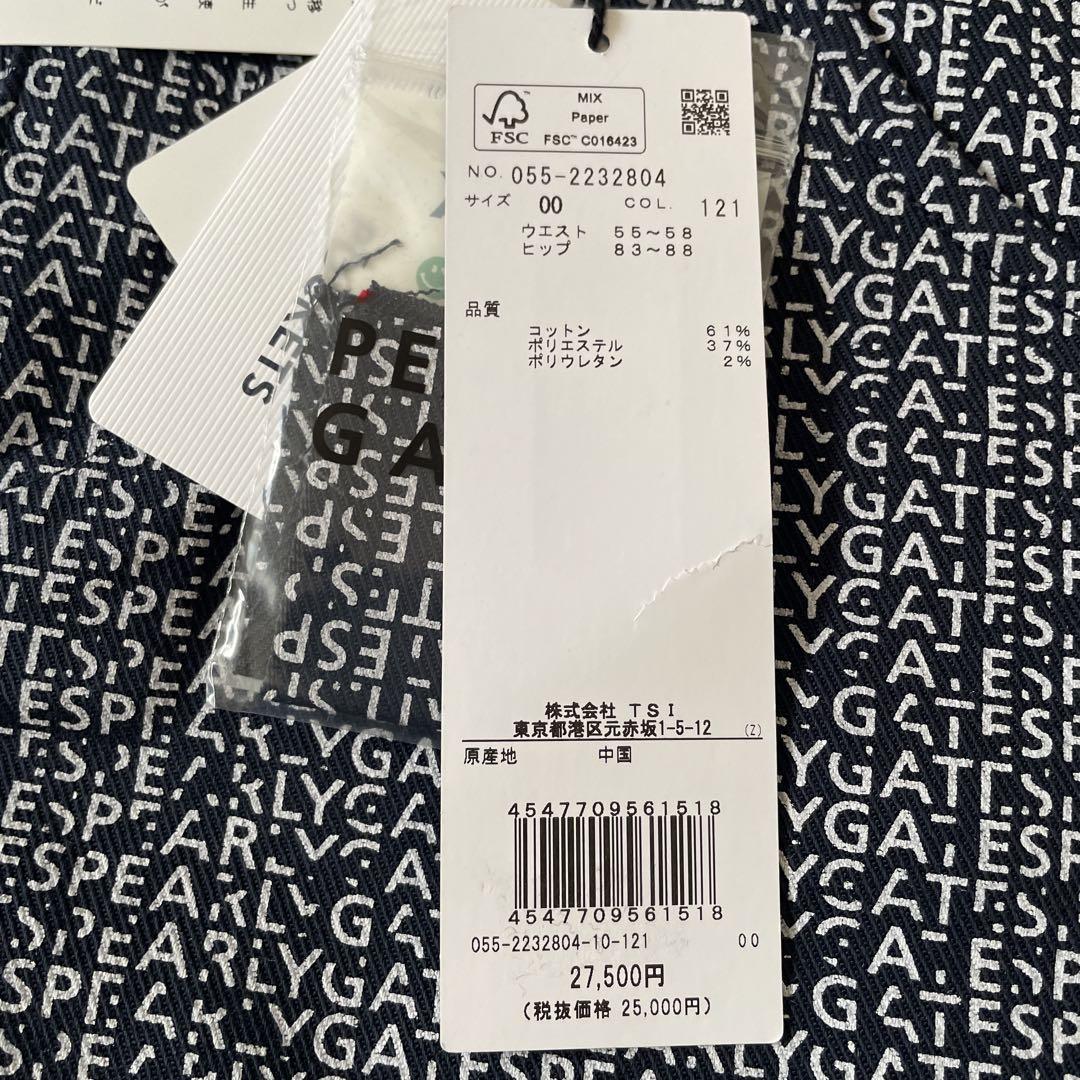 MIX
Paper
FSC
FSC™ C016423
NO. 055-2232804
サイズ 00 COL. 121
ウエスト 55〜58
ヒップ 83〜88
品質
コットン 61%
ポリエステル 37%
ポリウレタン 2%
株式会社 TSI
東京都港区元赤坂1-5-12 (Z)
原産地 中国
4547709561518
4547709561518
055-2232804-10-121 00
27,500円
(税抜価格 25,000円)
PE
GA
PEARLY GATES